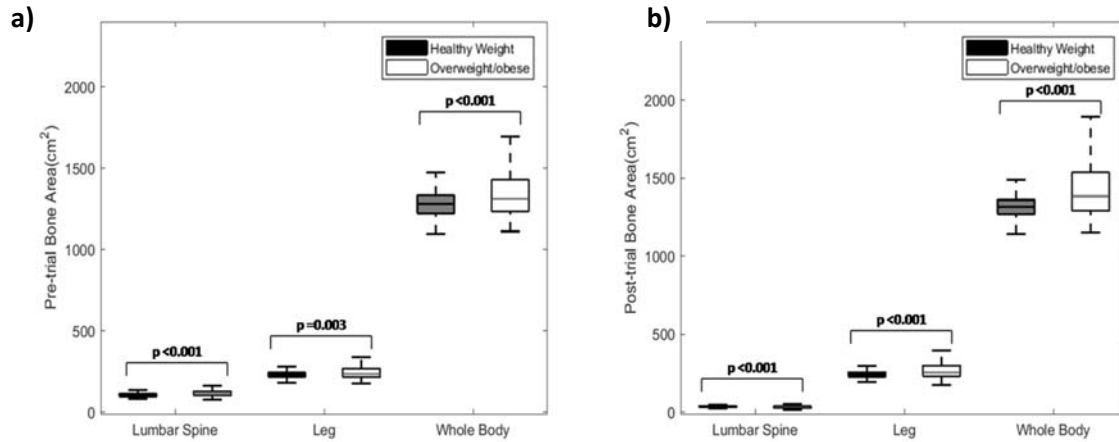 a)
Healthy Weight
Overweight/obese
Pre-trial Bone Area(cm²)
2000
1500
1000
500
0
p <0.001
p =0.003
p <0.001
Lumbar Spine
Leg
Whole Body
b)
Healthy Weight
Overweight/obese
Post-trial Bone Area(cm²)
2000
1500
1000
500
0
p <0.001
p <0.001
p <0.001
Lumbar Spine
Leg
Whole Body